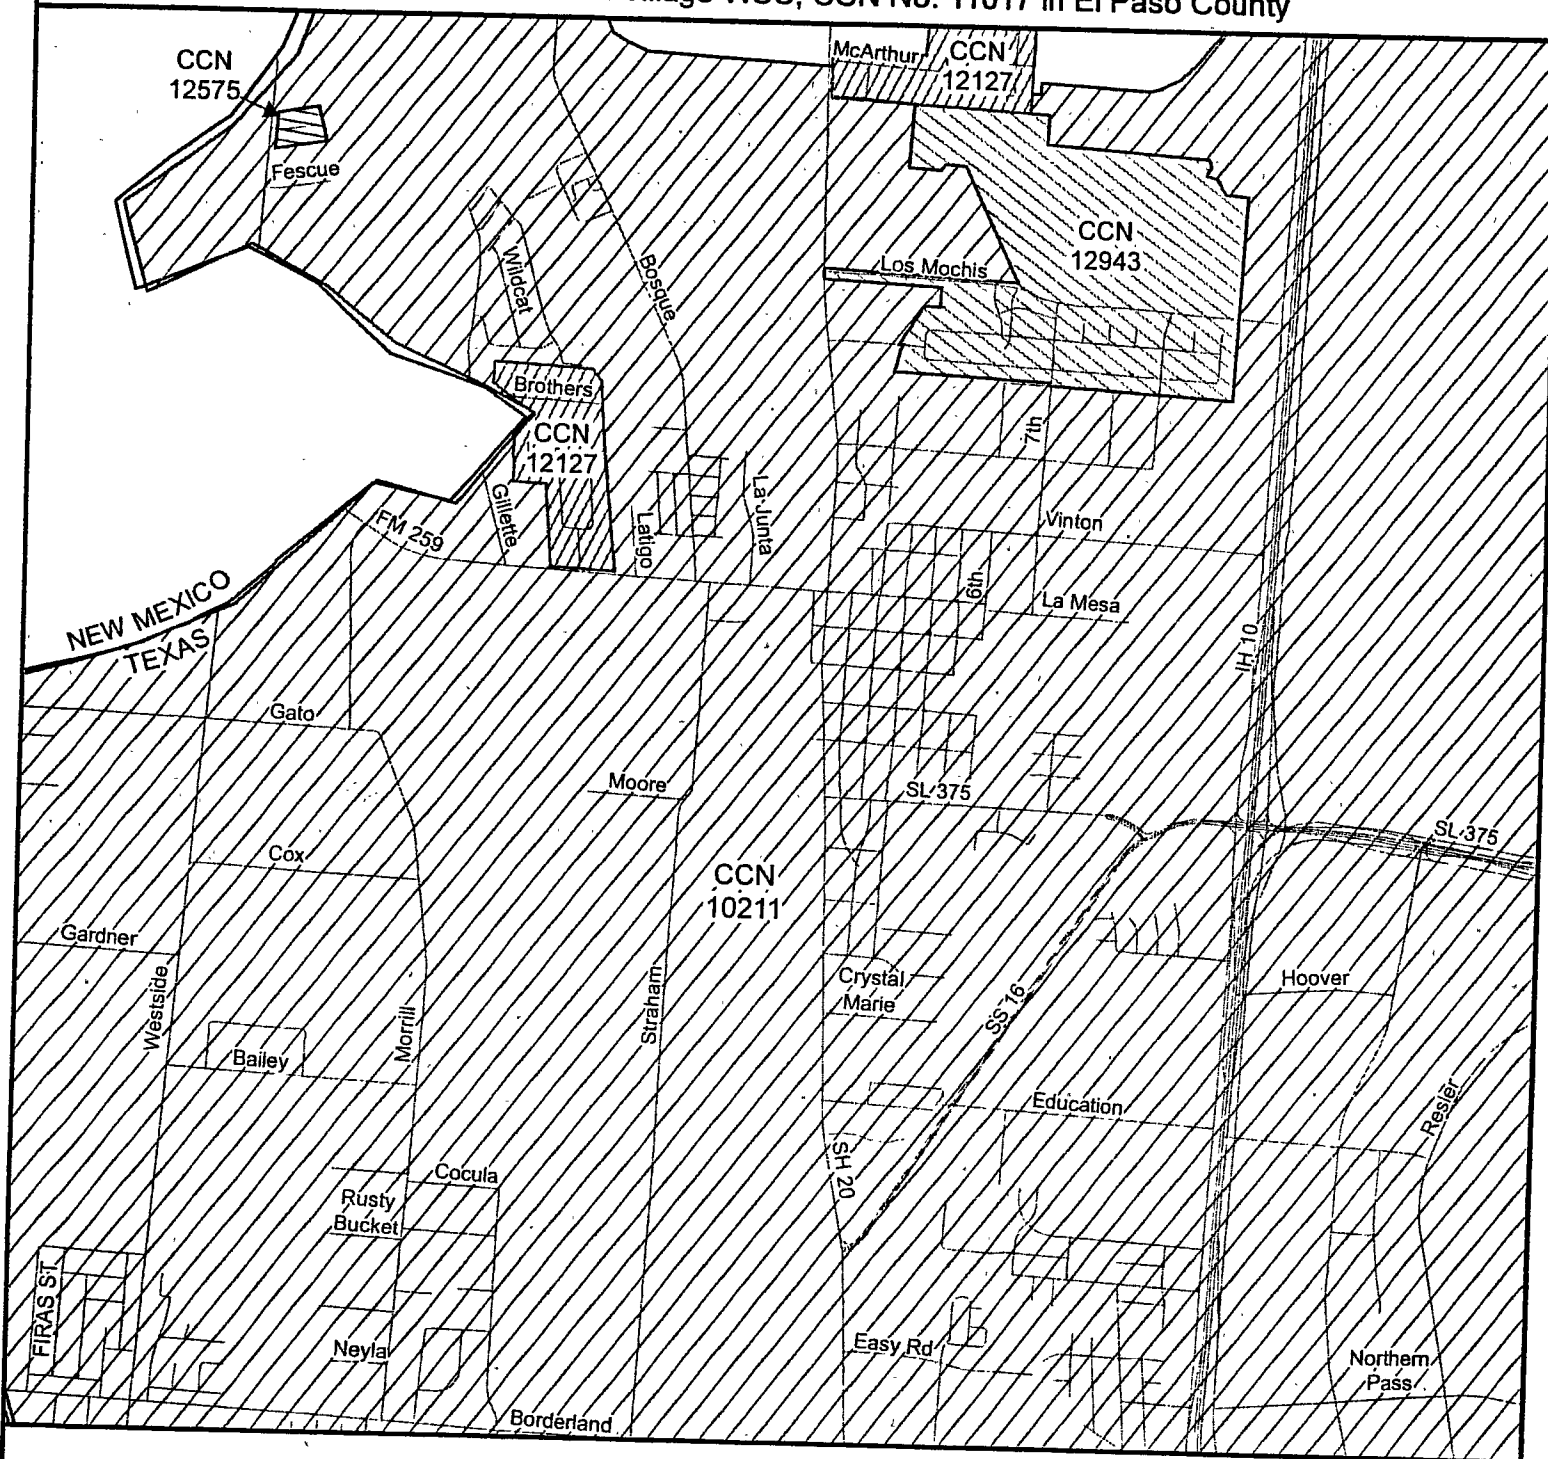 Village WSC, CCN No. 11017 in El Paso County
CCN
12575
McArthur
CCN
12127
Fescue
CCN
12943
Los Mochis
Wildcat
Bosque
Brothers
CCN
12127
7th
Gillette
Latigo
La Junta
FM 259
Vinton
6th
La Mesa
NEW MEXICO
TEXAS
IH 10
Gato
Moore
SL 375
SL 375
Cox
CCN
10211
Gardner
Westside
Morrill
Straham
Crystal
Marie
SS 16
Hoover
Bailey
Education
Resler
SH 20
Cocula
Rusty
Bucket
FIRAS ST
Neyla
Easy Rd
Northern
Pass
Borderland